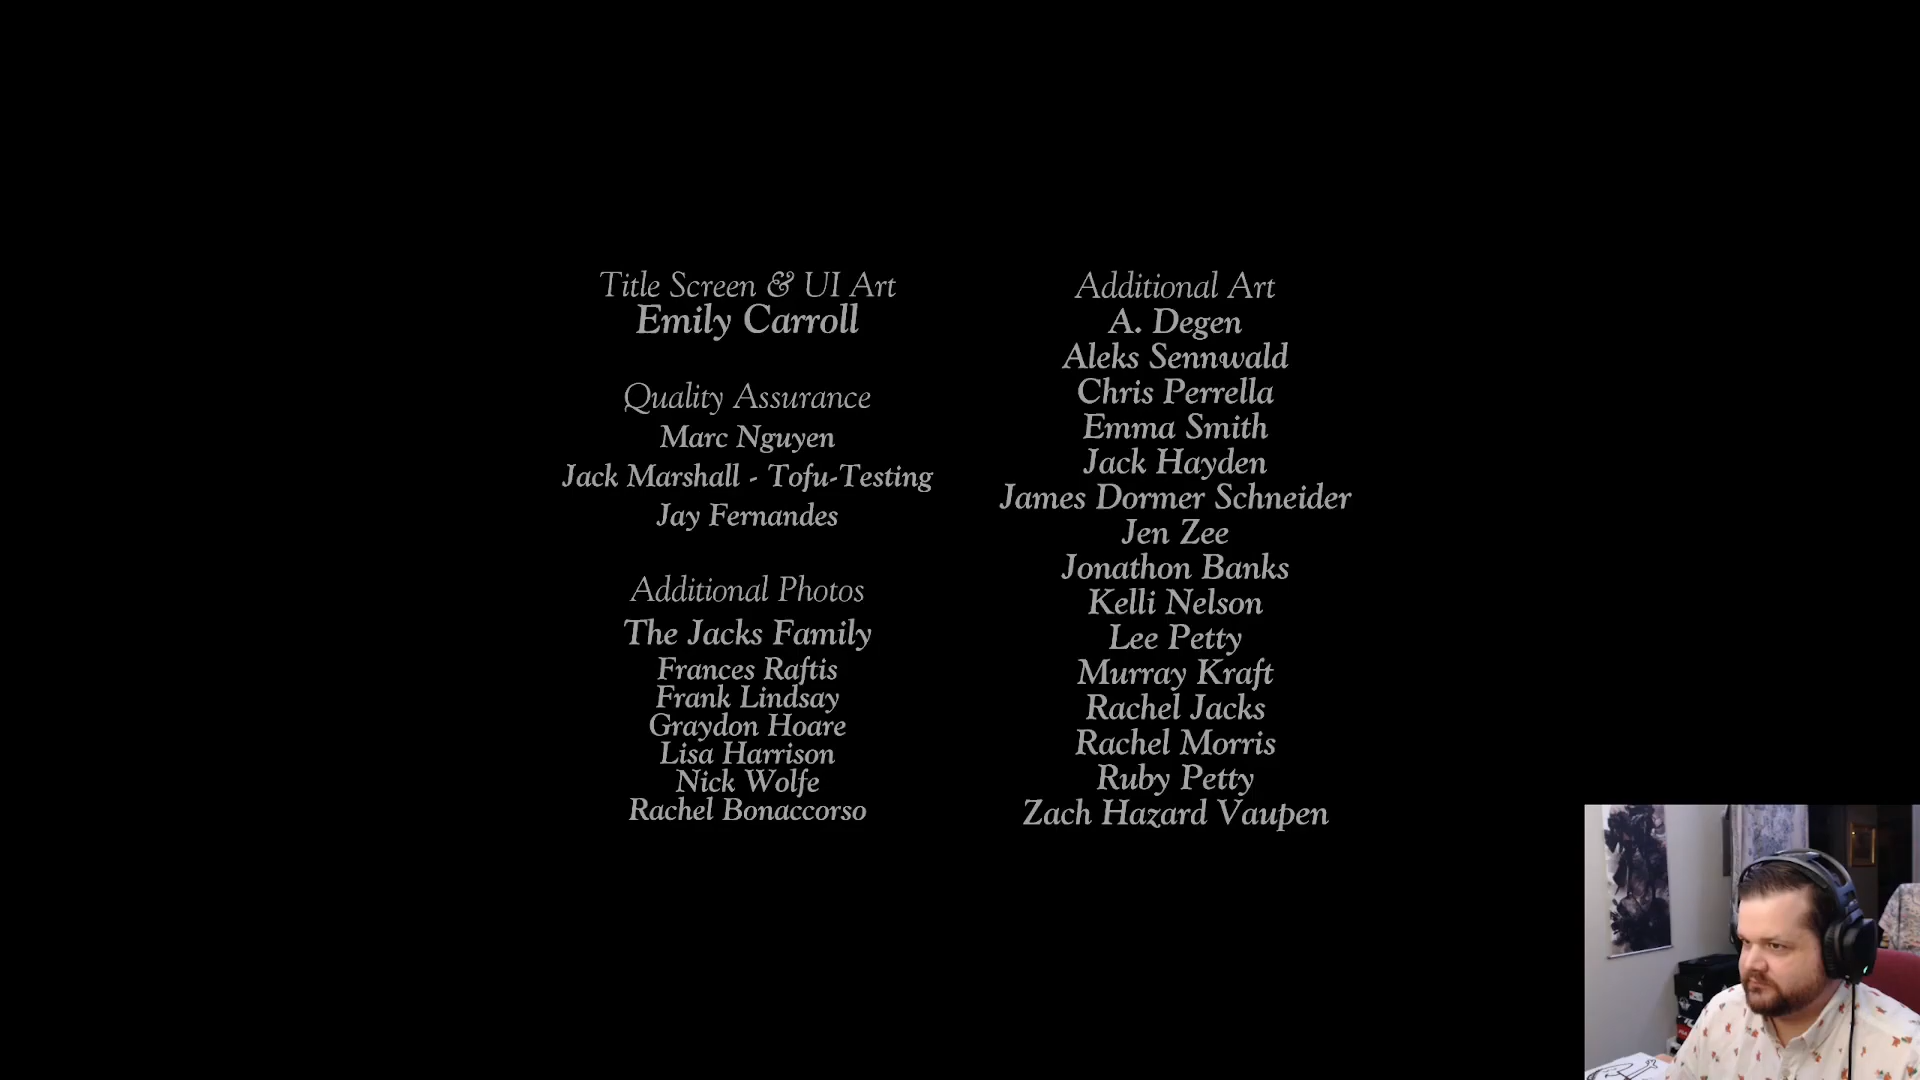 Title Screen & UI Art
Emily Carroll
Quality Assurance
Marc Nguyen
Jack Marshall - Tofu-Testing
Jay Fernandes
Additional Photos
The Jacks Family
Frances Raftis
Frank Lindsay
Graydon Hoare
Lisa Harrison
Nick Wolfe
Rachel Bonaccorso
Additional Art
A. Degen
Aleks Sennwald
Chris Perrella
Emma Smith
Jack Hayden
James Dormer Schneider
Jen Zee
Jonathon Banks
Kelli Nelson
Lee Petty
Murray Kraft
Rachel Jacks
Rachel Morris
Ruby Petty
Zach Hazard Vaupen